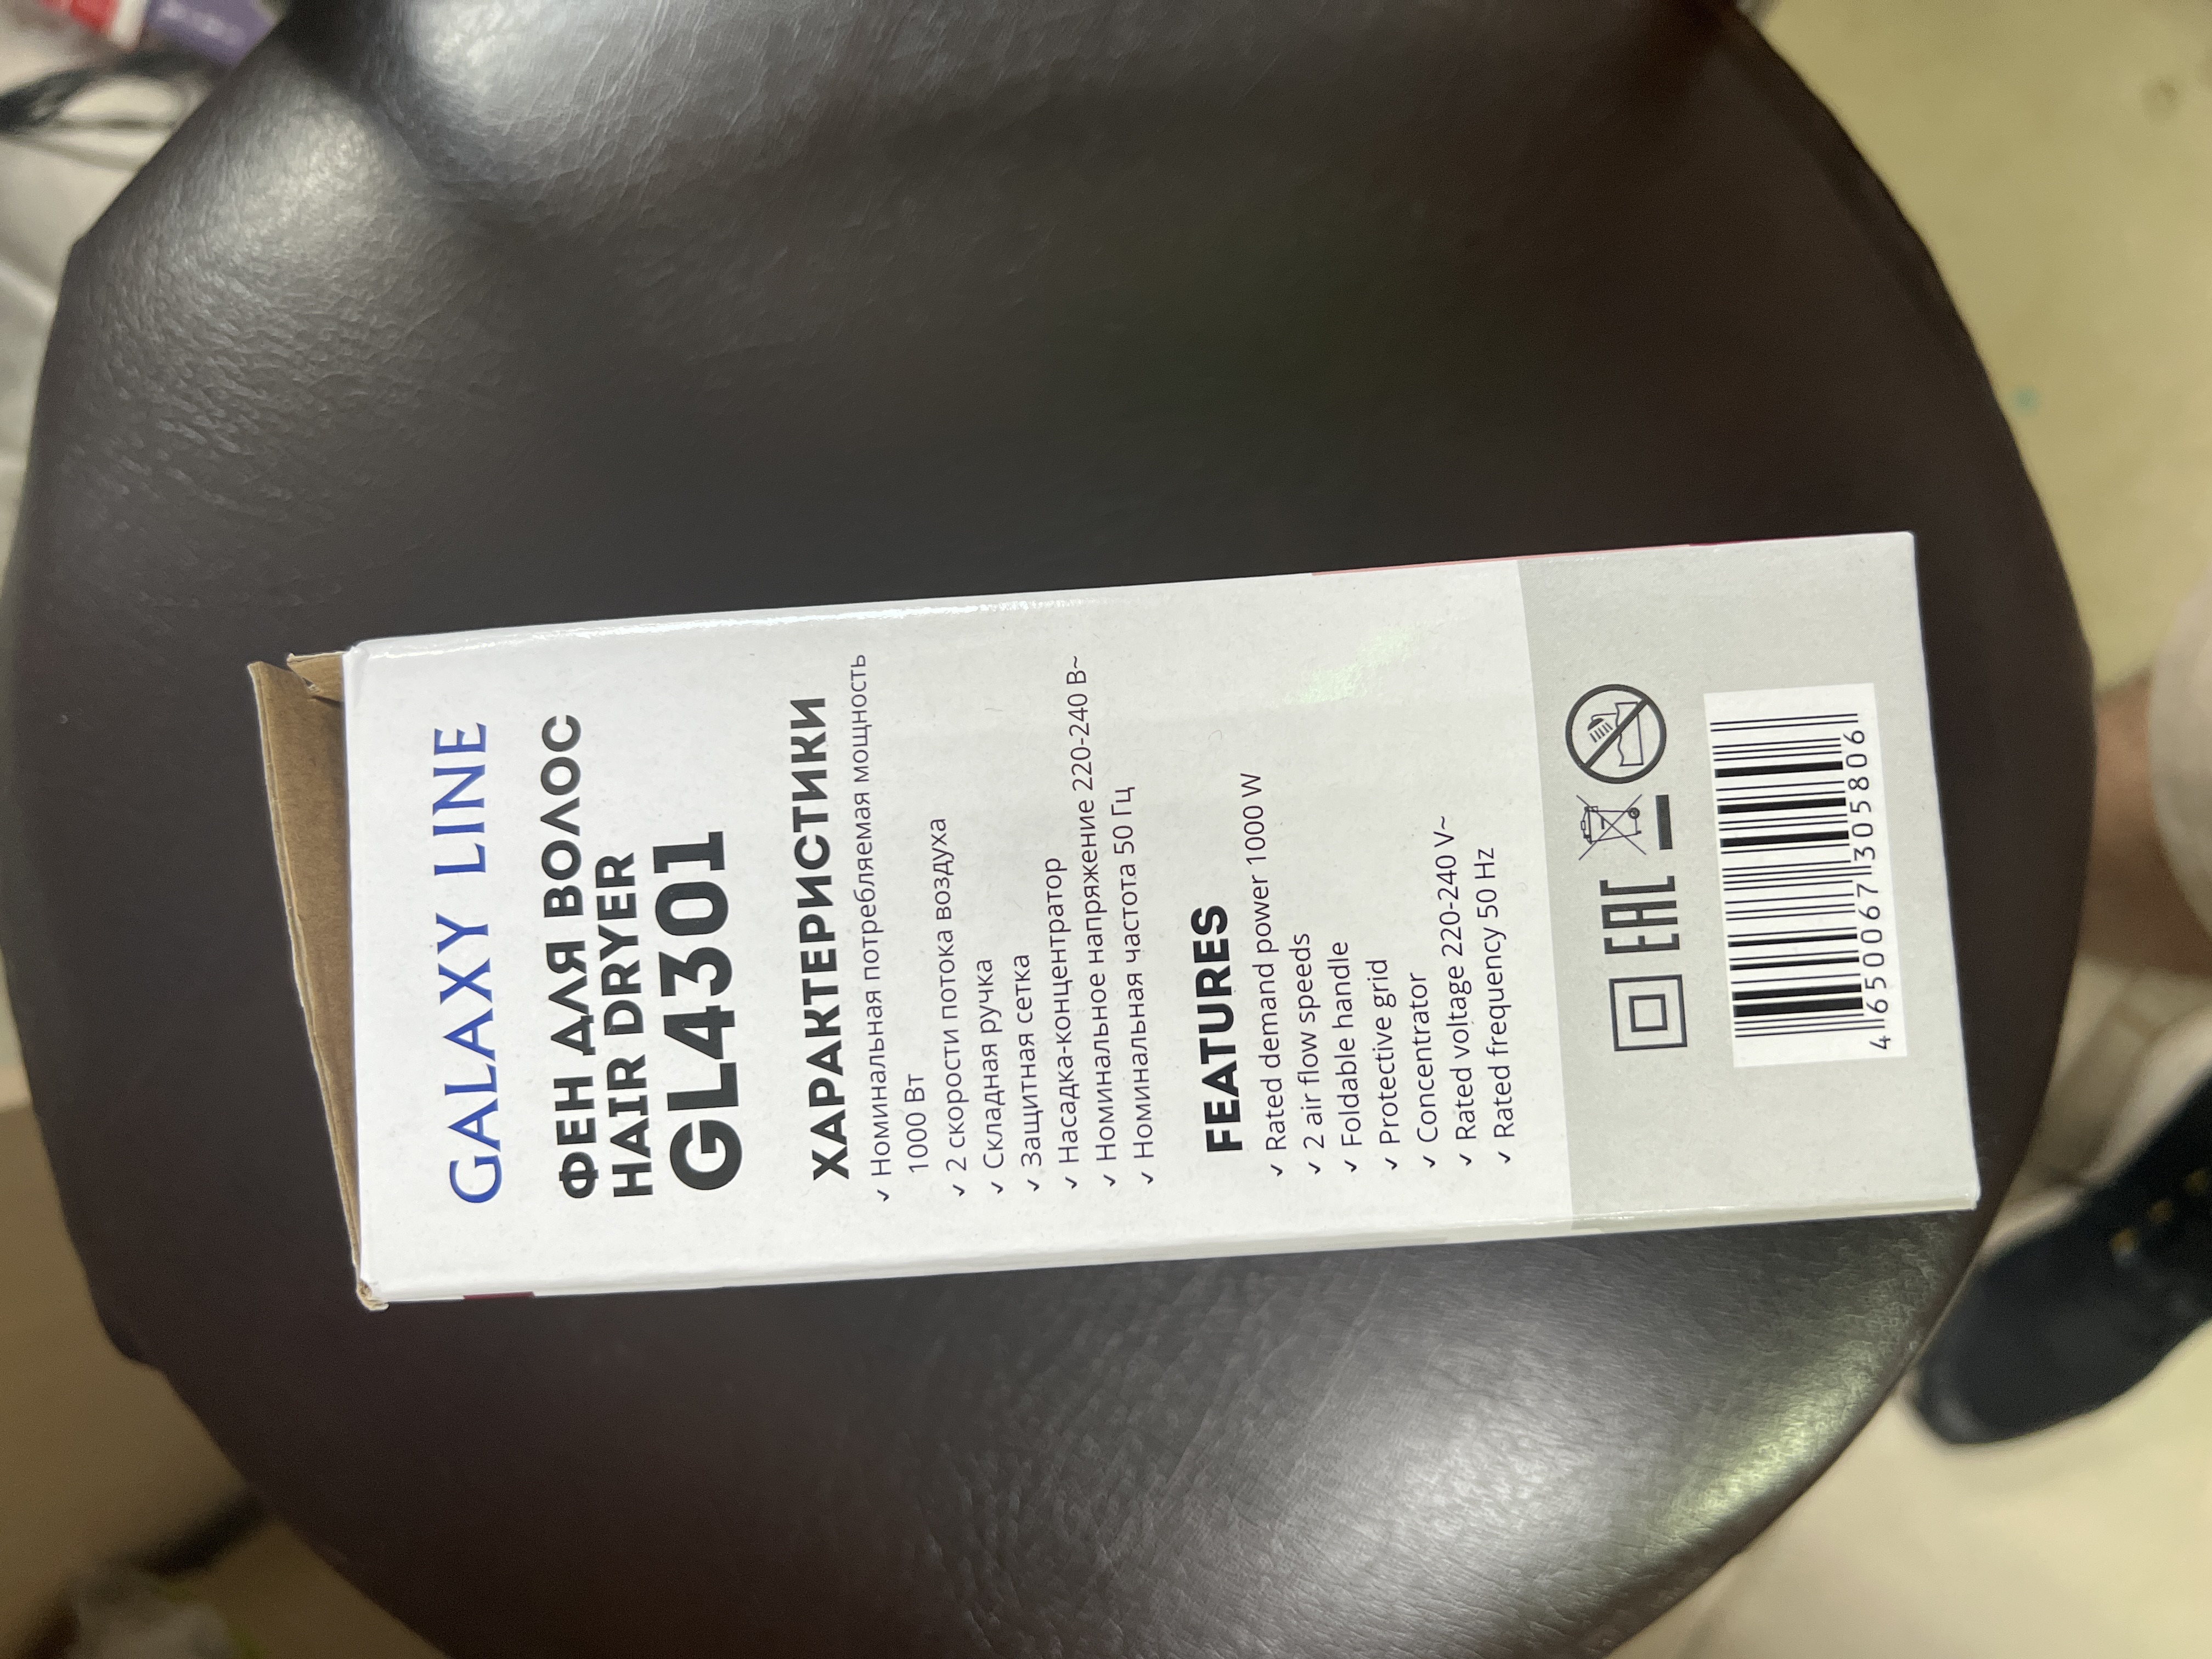 GALAXY LINE
ФЕН ДЛЯ ВОЛОС
HAIR DRYER
GL4301
ХАРАКТЕРИСТИКИ
✓ Номинальная потребляемая мощность
1000 Вт
✓ 2 скорости потока воздуха
✓ Складная ручка
✓ Защитная сетка
✓ Насадка-концентратор
✓ Номинальное напряжение 220-240 В~
✓ Номинальная частота 50 Гц
FEATURES
✓ Rated demand power 1000 W
✓ 2 air flow speeds
✓ Foldable handle
✓ Protective grid
✓ Concentrator
✓ Rated voltage 220-240 V~
✓ Rated frequency 50 Hz
EAC
4 650067 305806